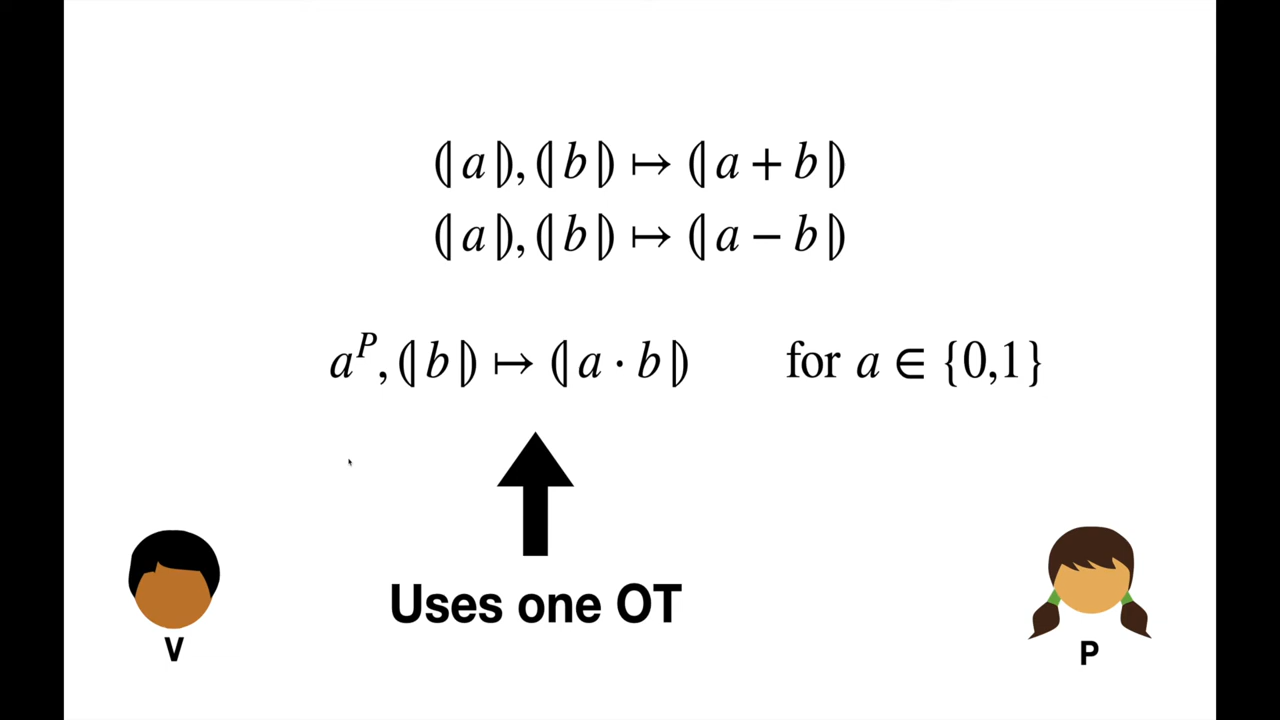 ⦇a⦈, ⦇b⦈ ↦ ⦇a + b⦈
⦇a⦈, ⦇b⦈ ↦ ⦇a − b⦈
a^P, ⦇b⦈ ↦ ⦇a · b⦈ for a ∈ {0,1}
Uses one OT
V
P